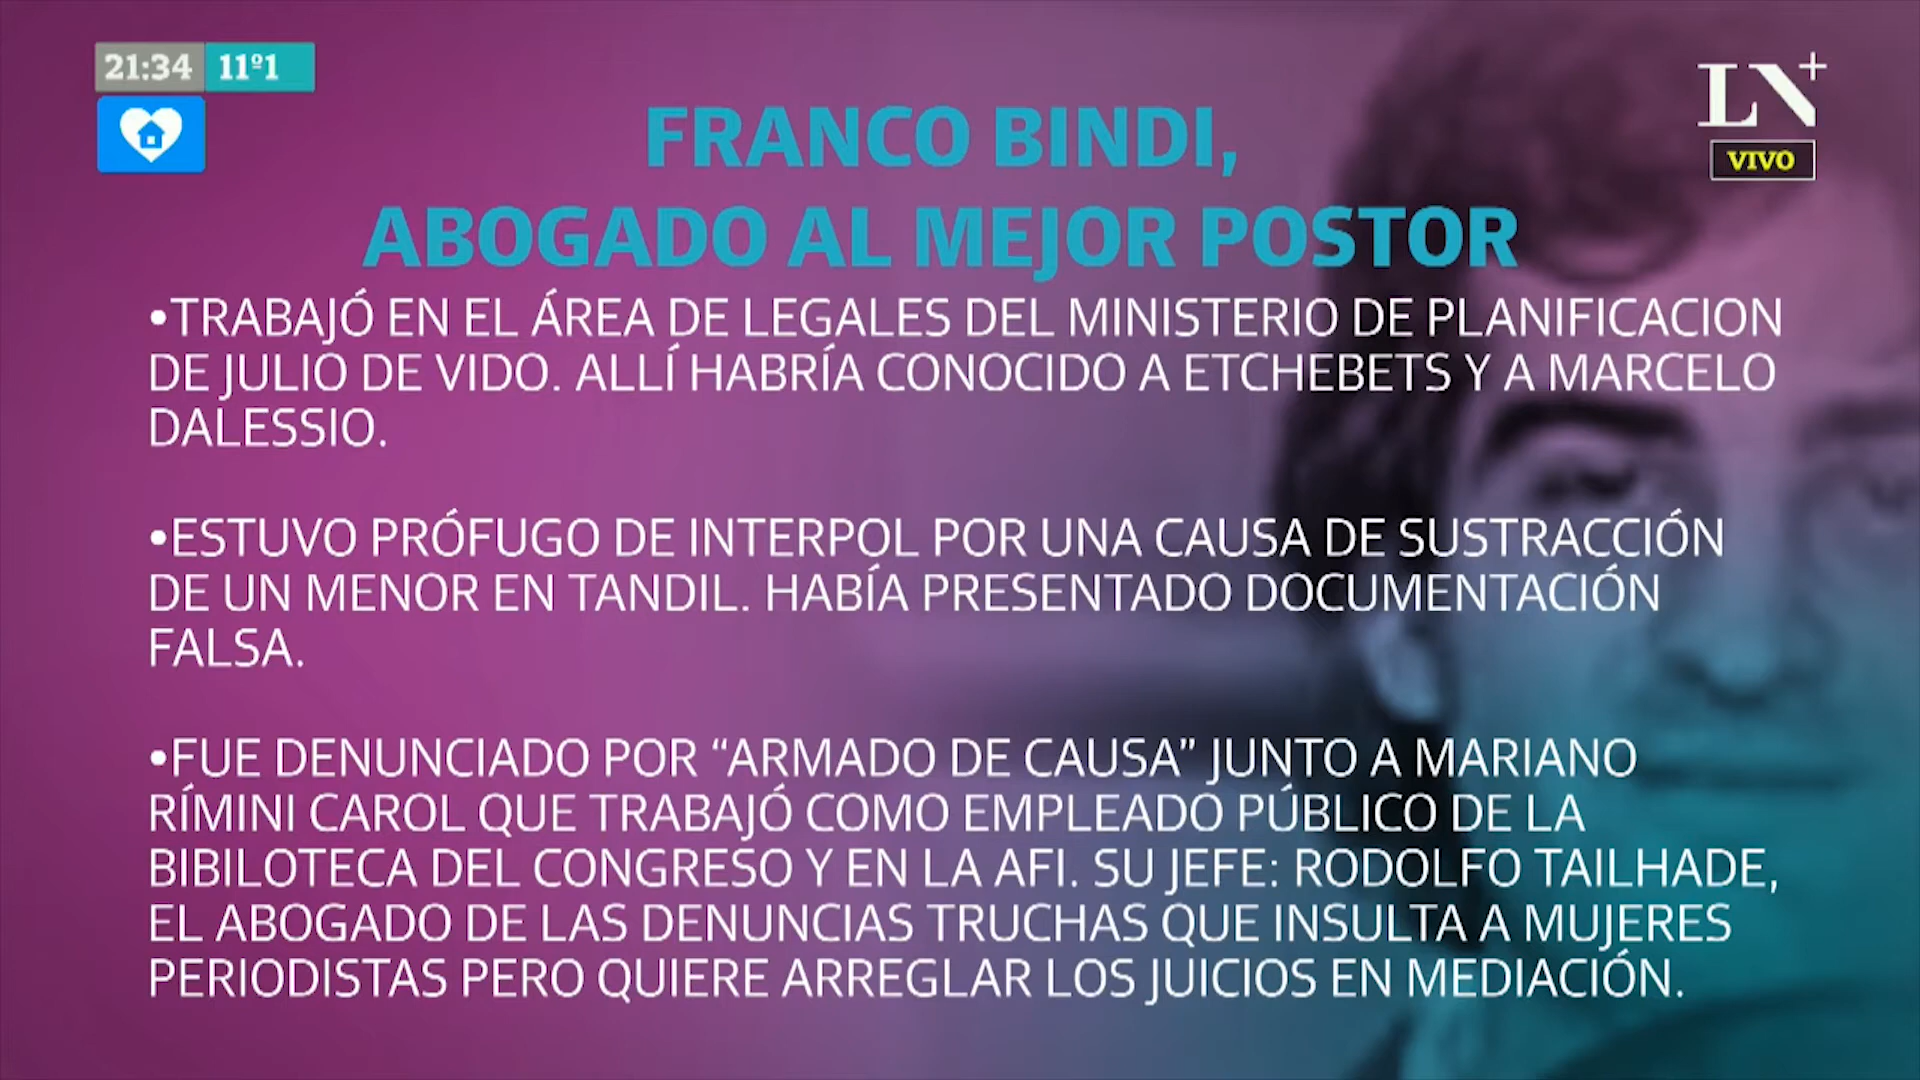 21:34 11º1
LN+
VIVO
FRANCO BINDI,
ABOGADO AL MEJOR POSTOR
•TRABAJÓ EN EL ÁREA DE LEGALES DEL MINISTERIO DE PLANIFICACION
DE JULIO DE VIDO. ALLÍ HABRÍA CONOCIDO A ETCHEBETS Y A MARCELO
DALESSIO.
•ESTUVO PRÓFUGO DE INTERPOL POR UNA CAUSA DE SUSTRACCIÓN
DE UN MENOR EN TANDIL. HABÍA PRESENTADO DOCUMENTACIÓN
FALSA.
•FUE DENUNCIADO POR “ARMADO DE CAUSA” JUNTO A MARIANO
RÍMINI CAROL QUE TRABAJÓ COMO EMPLEADO PÚBLICO DE LA
BIBILOTECA DEL CONGRESO Y EN LA AFI. SU JEFE: RODOLFO TAILHADE,
EL ABOGADO DE LAS DENUNCIAS TRUCHAS QUE INSULTA A MUJERES
PERIODISTAS PERO QUIERE ARREGLAR LOS JUICIOS EN MEDIACIÓN.